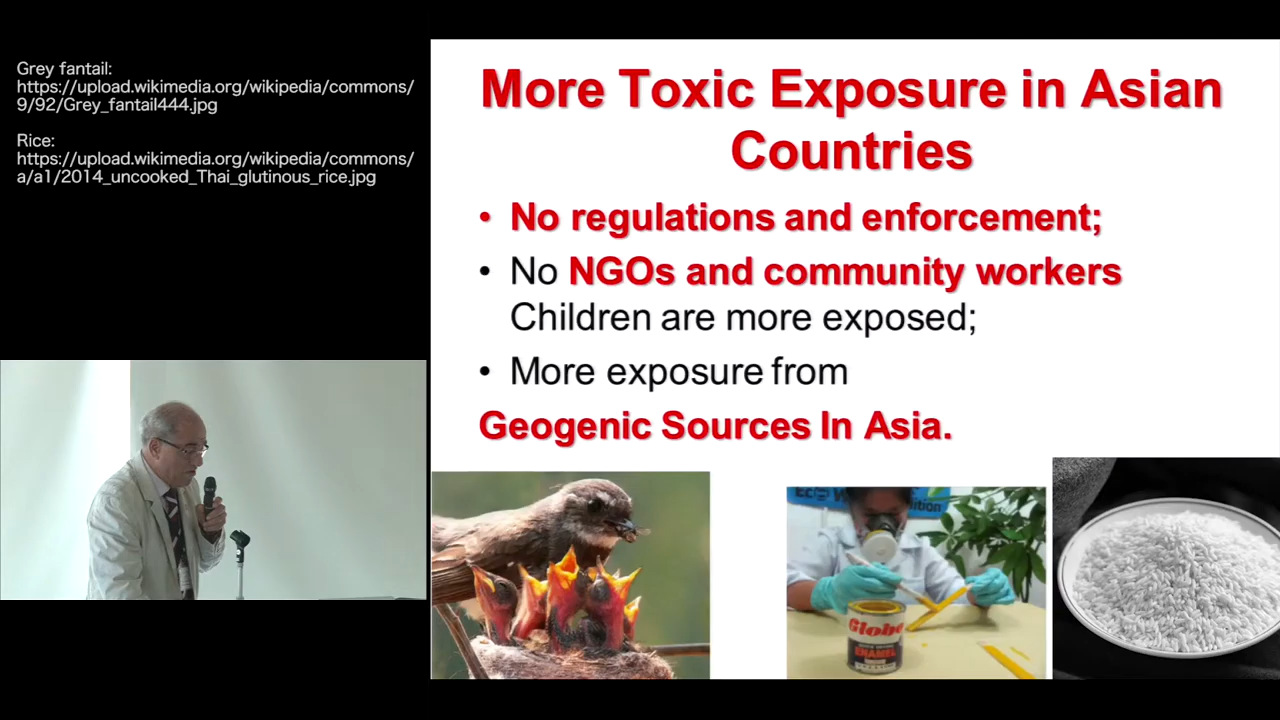 Grey fantail:
https://upload.wikimedia.org/wikipedia/commons/
9/92/Grey_fantail444.jpg
Rice:
https://upload.wikimedia.org/wikipedia/commons/
a/a1/2014_uncooked_Thai_glutinous_rice.jpg
More Toxic Exposure in Asian
Countries
• No regulations and enforcement;
• No NGOs and community workers
Children are more exposed;
• More exposure from
Geogenic Sources In Asia.
Globe
ENAMEL